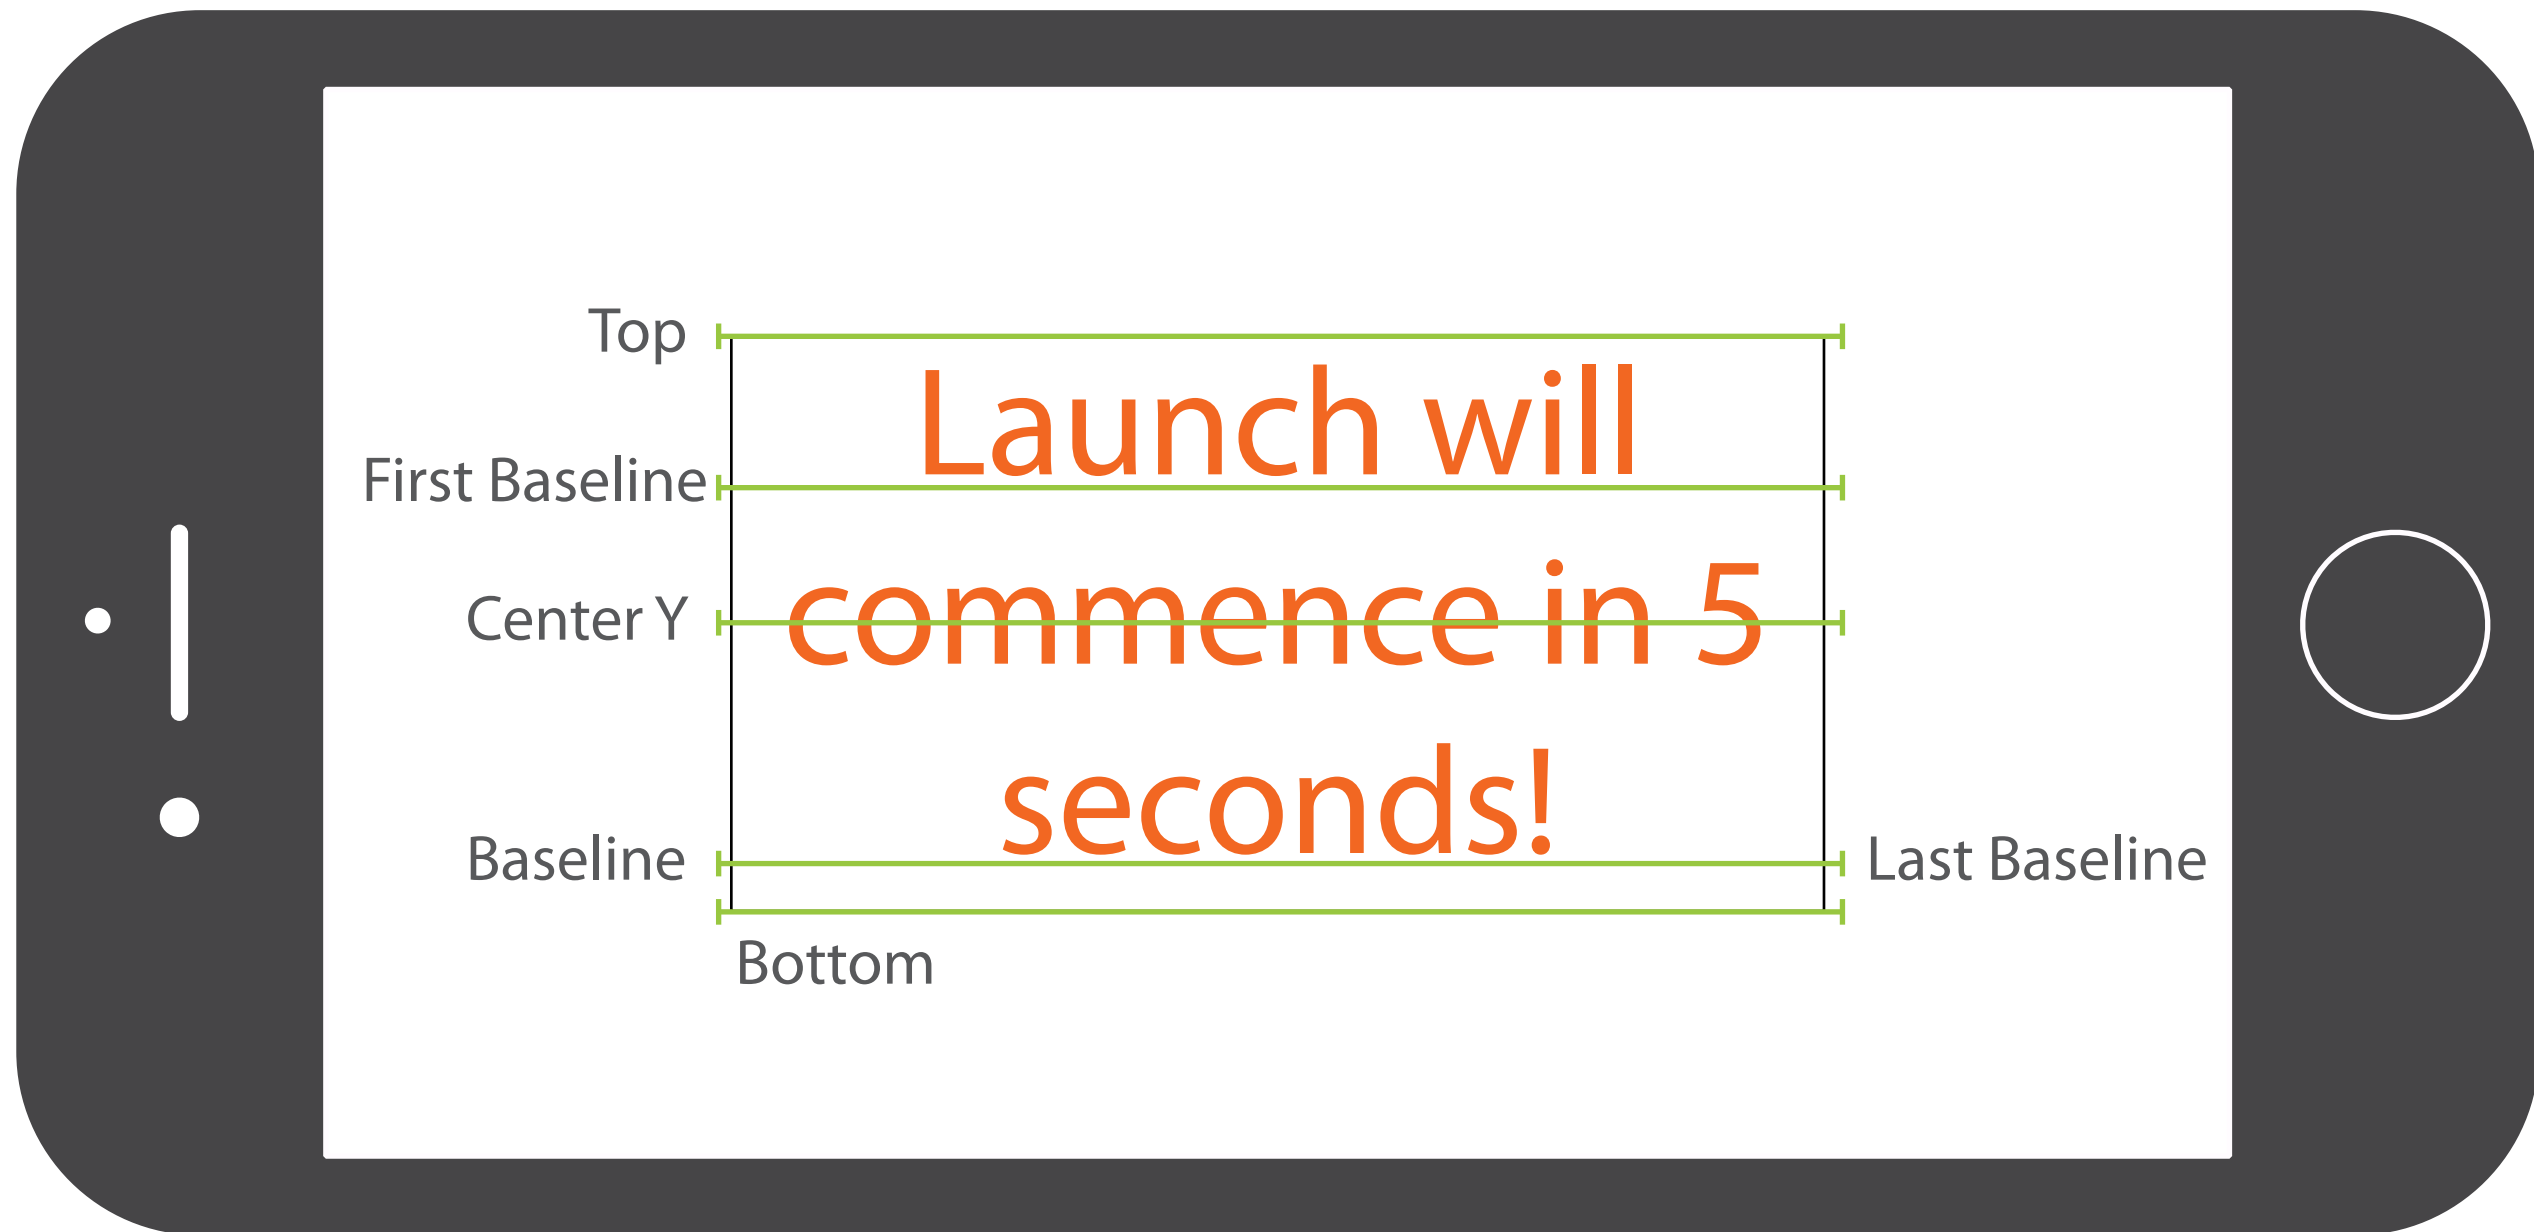 Top
Launch will
First Baseline
Center Y
commence in 5
seconds!
Baseline
Last Baseline
Bottom